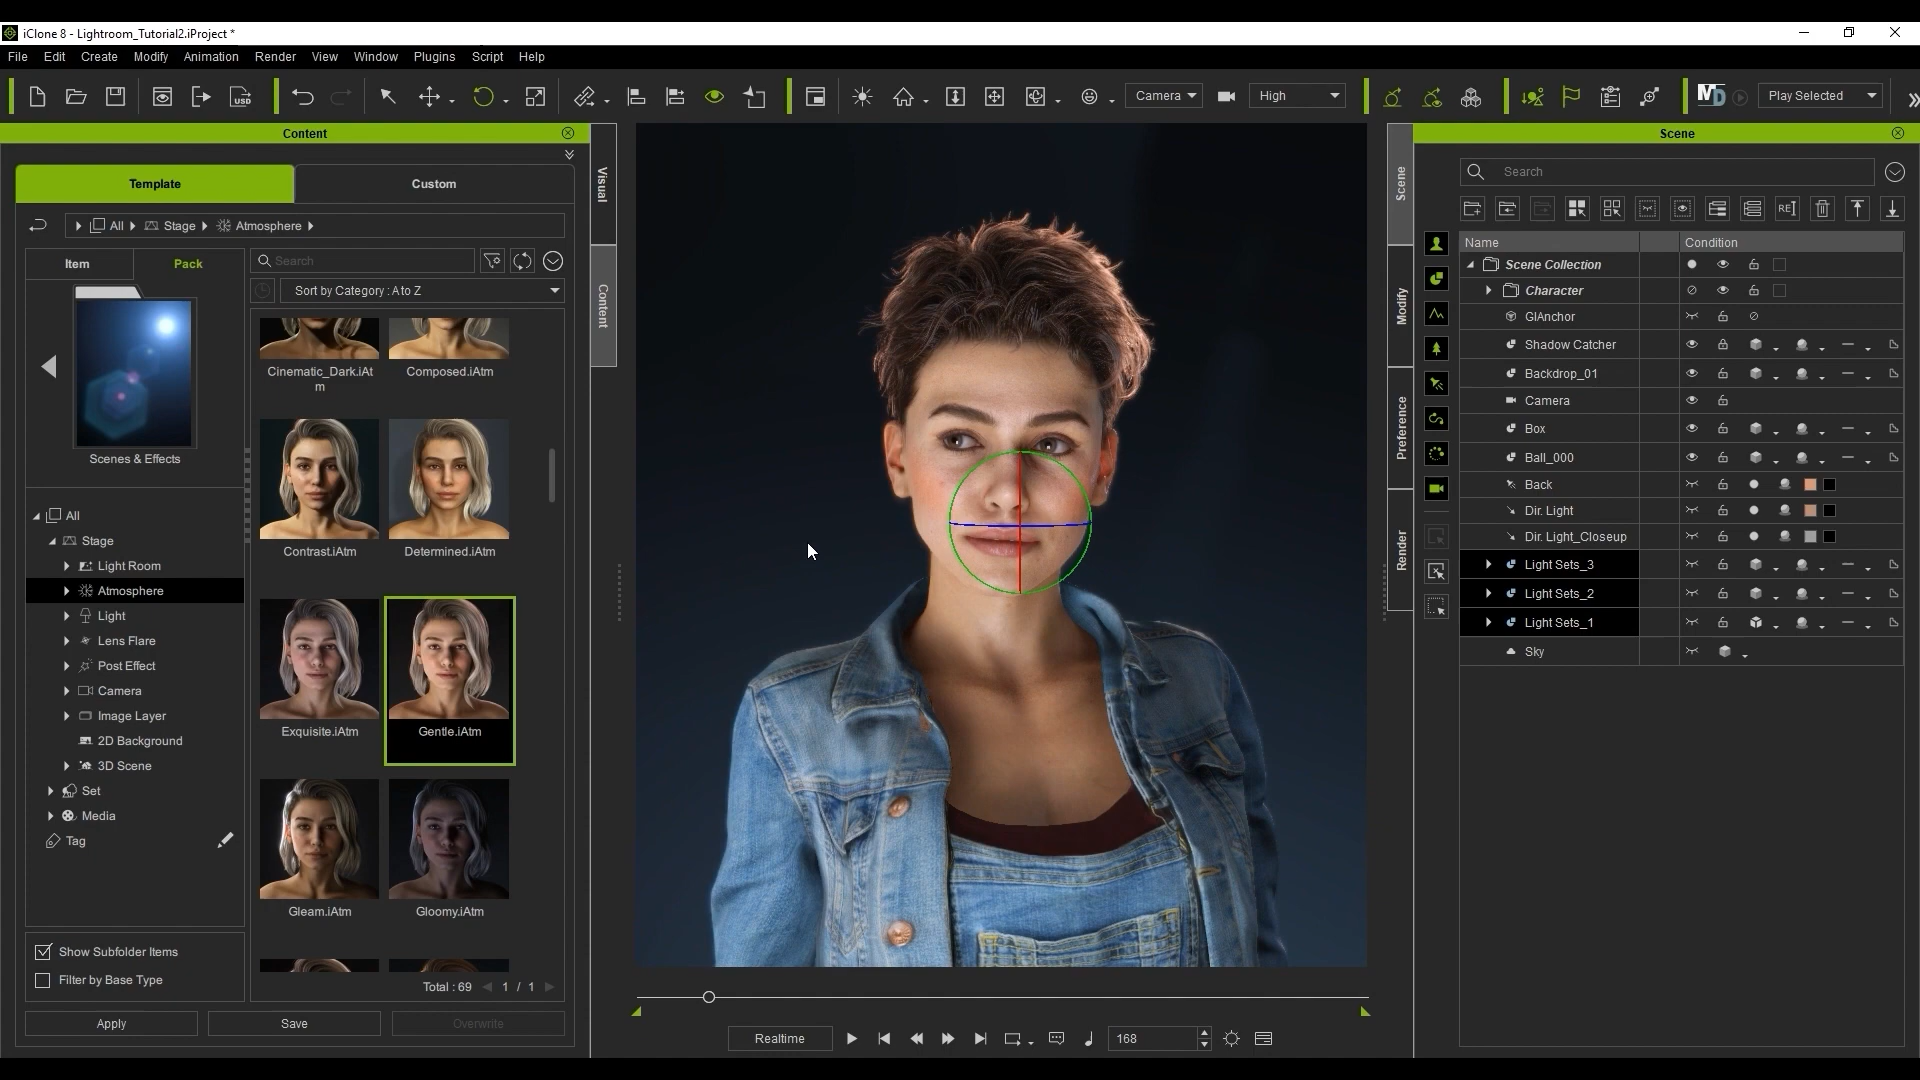 iClone 8 - Lightroom_Tutorial2.iProject *
File Edit Create Modify Animation Render View Window Plugins Script Help
USD
Camera
High
MD
Play Selected
Content
Template
Custom
All
Stage
Atmosphere
Item
Pack
Search
Sort by Category : A to Z
Scenes & Effects
All
Stage
Light Room
Atmosphere
Light
Lens Flare
Post Effect
Camera
Image Layer
2D Background
3D Scene
Set
Media
Tag
Show Subfolder Items
Filter by Base Type
Cinematic_Dark.iAt
m
Composed.iAtm
Contrast.iAtm
Determined.iAtm
Exquisite.iAtm
Gentle.iAtm
Gleam.iAtm
Gloomy.iAtm
Total : 69
1 / 1
Apply
Save
Overwrite
Visual
Content
Realtime
168
Scene
Modify
Preference
Render
Scene
Search
REI
Name
Condition
Scene Collection
Character
GIAnchor
Shadow Catcher
Backdrop_01
Camera
Box
Ball_000
Back
Dir. Light
Dir. Light_Closeup
Light Sets_3
Light Sets_2
Light Sets_1
Sky